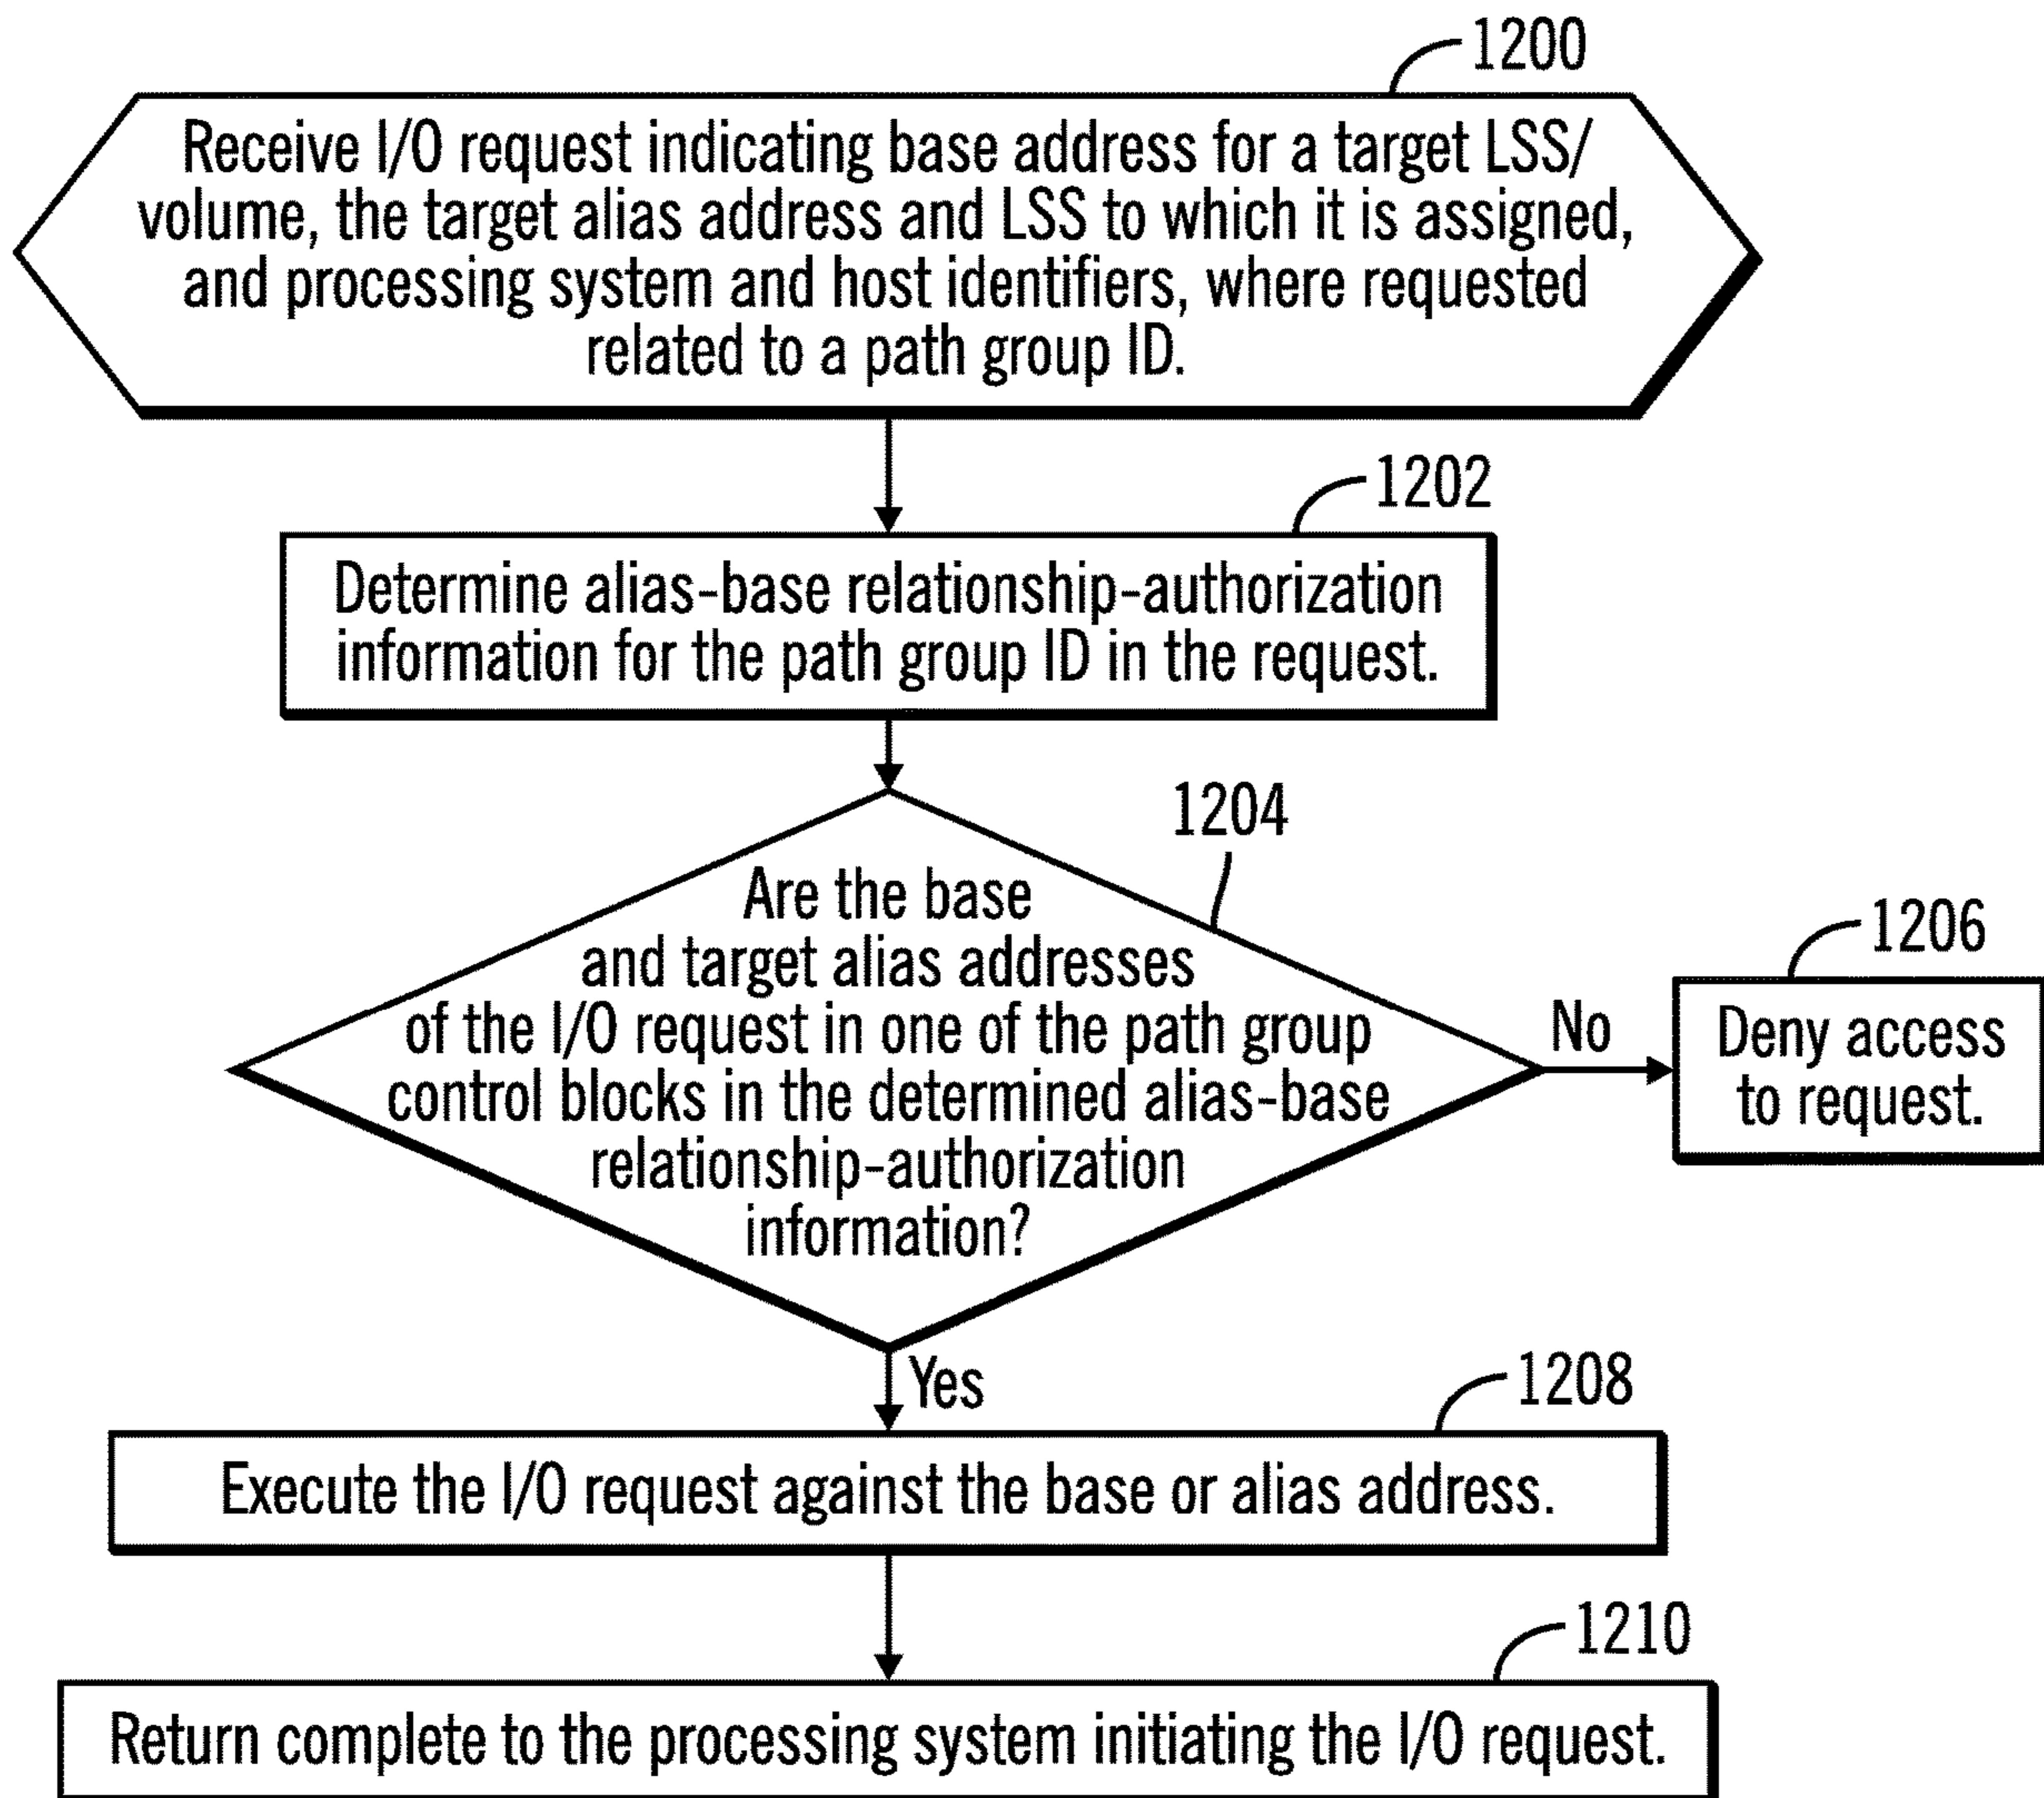 1200
Receive I/O request indicating base address for a target LSS/
volume, the target alias address and LSS to which it is assigned,
and processing system and host identifiers, where requested
related to a path group ID.
1202
Determine alias-base relationship-authorization
information for the path group ID in the request.
1204
Are the base
and target alias addresses
of the I/O request in one of the path group
control blocks in the determined alias-base
relationship-authorization
information?
No
1206
Deny access
to request.
Yes
1208
Execute the I/O request against the base or alias address.
1210
Return complete to the processing system initiating the I/O request.